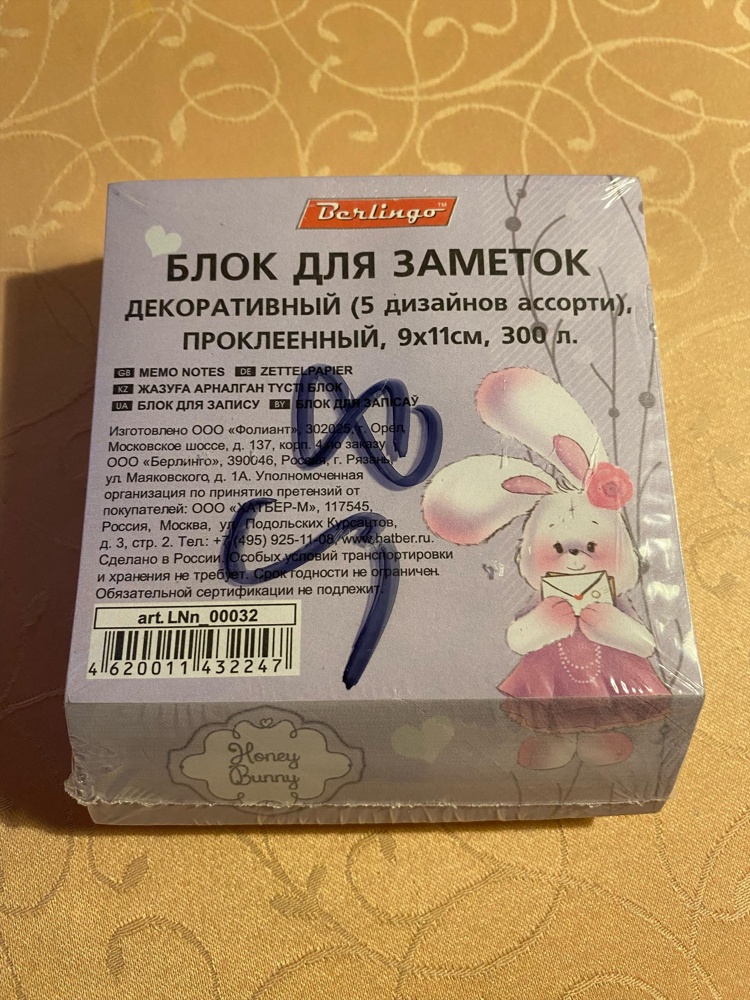 Berlingo™
БЛОК ДЛЯ ЗАМЕТОК
ДЕКОРАТИВНЫЙ (5 дизайнов ассорти),
ПРОКЛЕЕННЫЙ, 9х11см, 300 л.
GB MEMO NOTES DE ZETTELPAPIER
KZ ЖАЗУҒА АРНАЛҒАН ТҮСТІ БЛОК
UA БЛОК ДЛЯ ЗАПИСУ BY БЛОК ДЛЯ ЗАПІСАЎ
Изготовлено ООО «Фолиант», 302025, г. Орел,
Московское шоссе, д. 137, корп. 4 по заказу
ООО «Берлинго», 390046, Россия, г. Рязань,
ул. Маяковского, д. 1А. Уполномоченная
организация по принятию претензий от
покупателей: ООО «ХАТБЕР-М», 117545,
Россия, Москва, ул. Подольских Курсантов,
д. 3, стр. 2. Тел.: +7 (495) 925-11-08, www.hatber.ru.
Сделано в России. Особых условий транспортировки
и хранения не требует. Срок годности не ограничен.
Обязательной сертификации не подлежит.
art. LNn_00032
4 620011 432247
Honey
Bunny